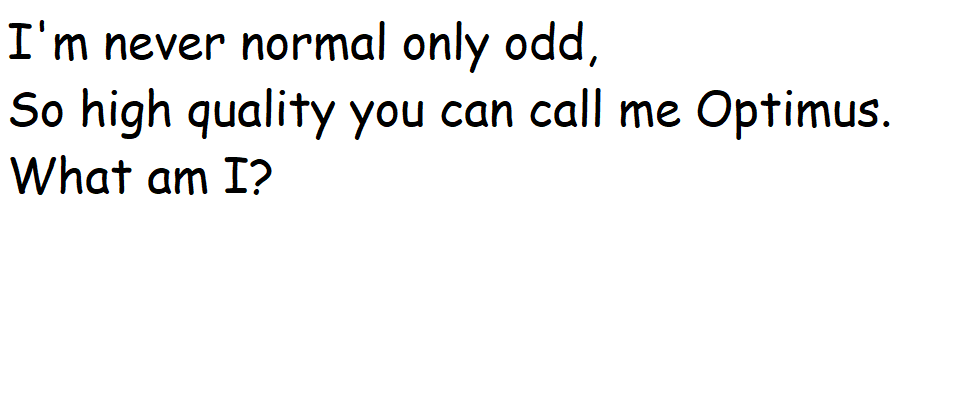 I'm never normal only odd,
So high quality you can call me Optimus.
What am I?